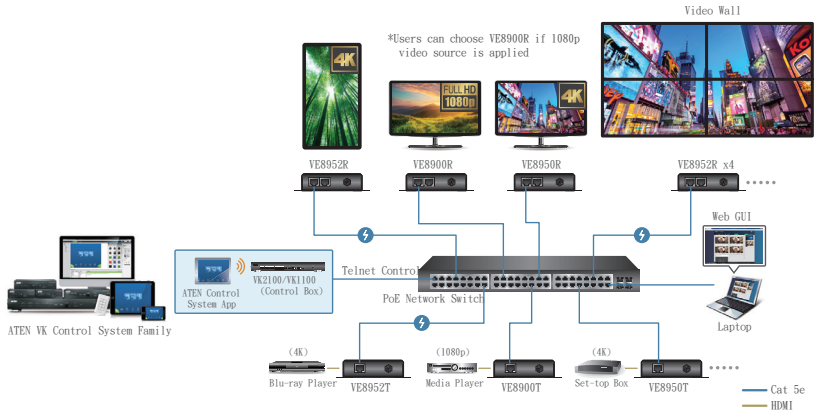 Video Wall
*Users can choose VE8900R if 1080p
video source is applied
4K
FULL HD
1080p
4K
VE8952R
VE8900R
VE8950R
VE8952R x4
Web GUI
Telnet Control
VK2100/VK1100
(Control Box)
ATEN Control
System App
PoE Network Switch
ATEN VK Control System Family
Laptop
(4K)
(1080p)
(4K)
Blu-ray Player
VE8952T
Media Player
VE8900T
Set-top Box
VE8950T
Cat 5e
HDMI